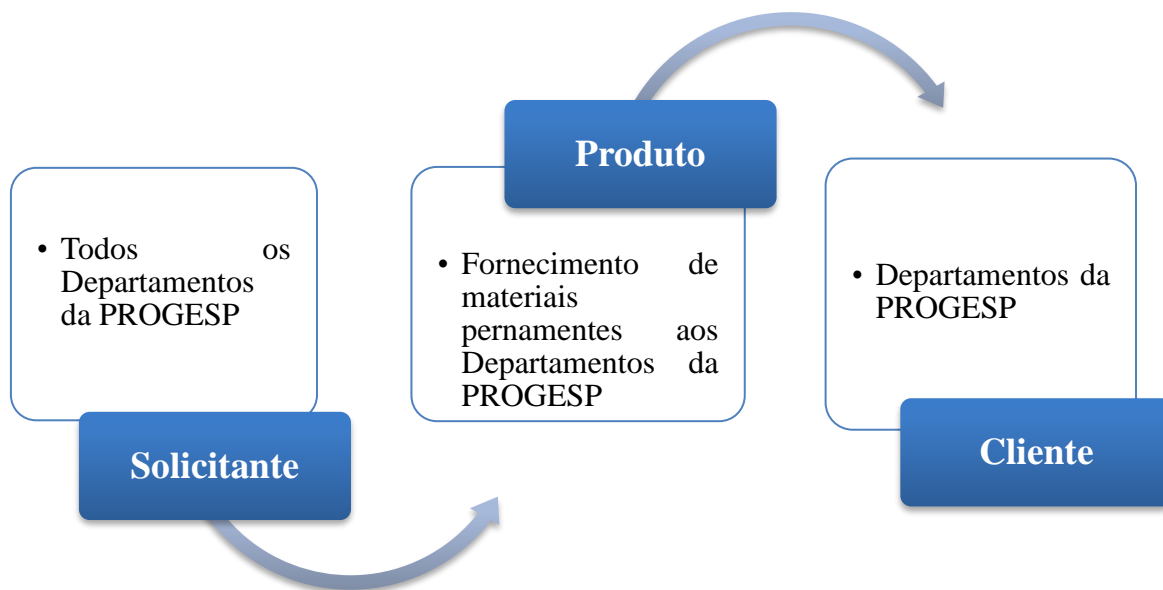 • Todos os
Departamentos
da PROGESP
Solicitante
Produto
• Fornecimento de
materiais
pernamentes aos
Departamentos da
PROGESP
• Departamentos da
PROGESP
Cliente